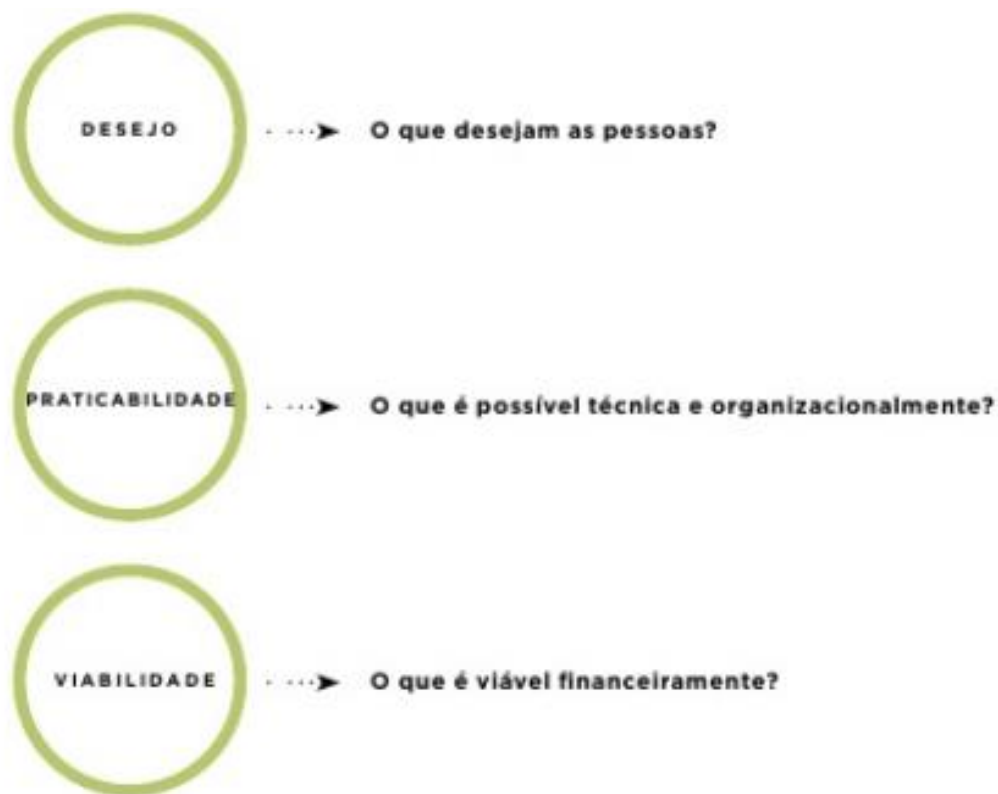 DESEJO
O que desejam as pessoas?
PRATICABILIDADE
O que é possível técnica e organizacionalmente?
VIABILIDADE
O que é viável financeiramente?